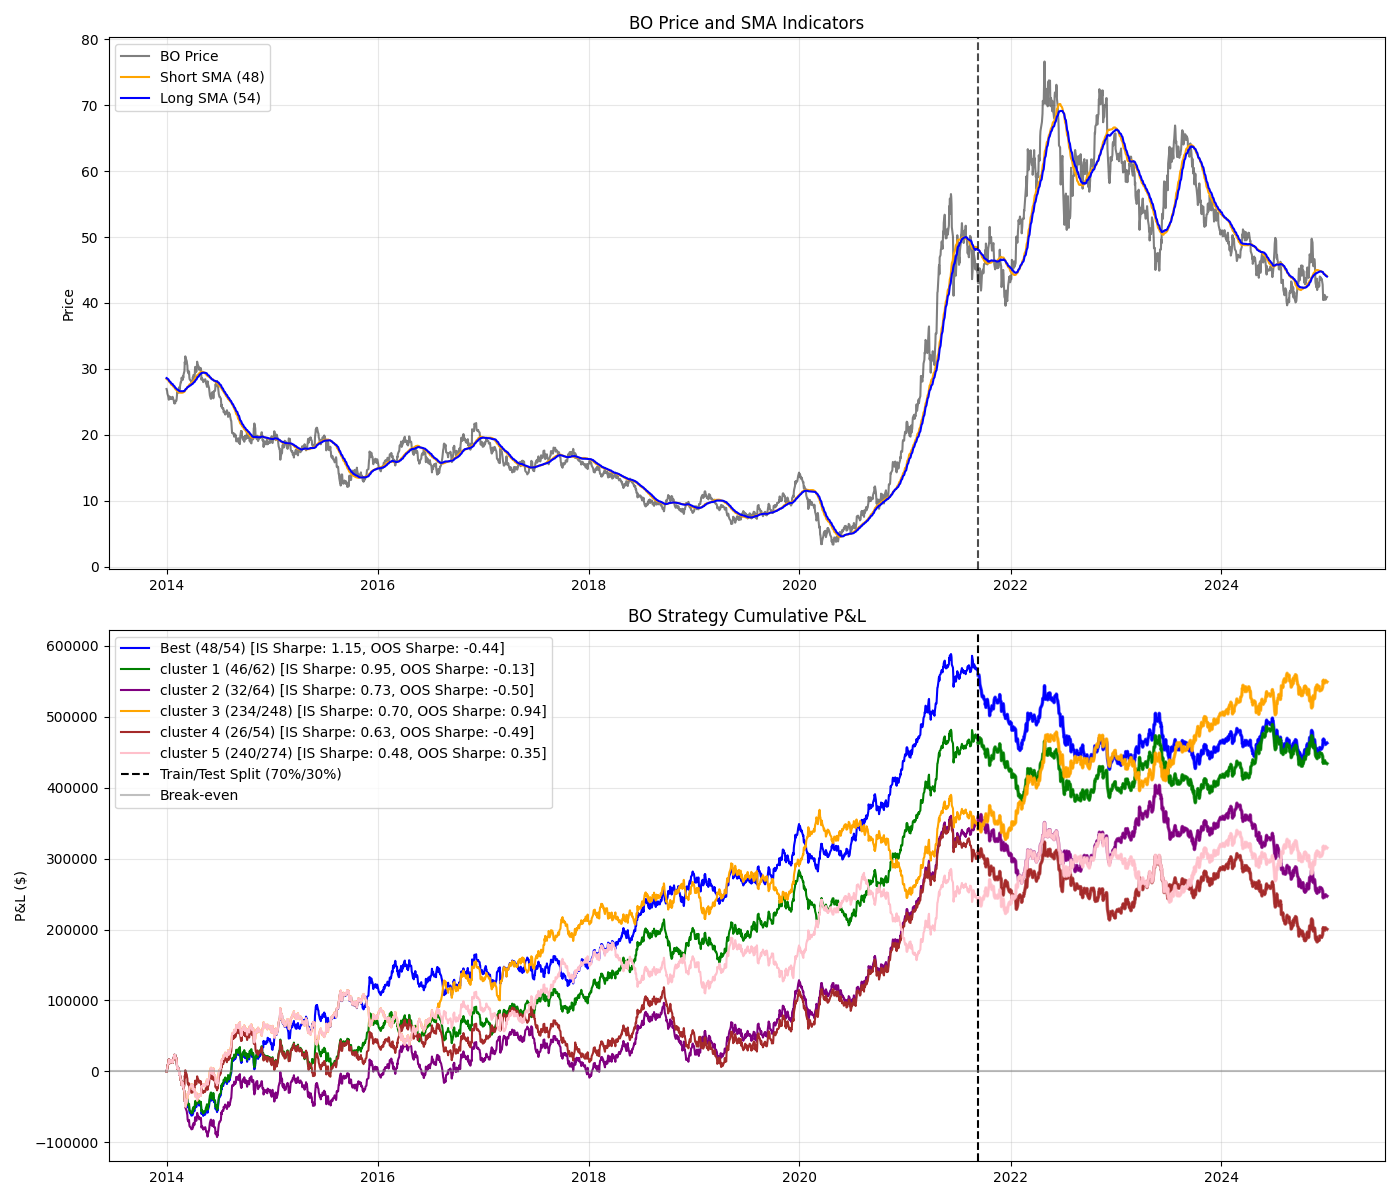 BO Price and SMA Indicators
BO Price
Short SMA (48)
Long SMA (54)
Price
80
70
60
50
40
30
20
10
0
2014
2016
2018
2020
2022
2024
BO Strategy Cumulative P&L
Best (48/54) [IS Sharpe: 1.15, OOS Sharpe: -0.44]
cluster 1 (46/62) [IS Sharpe: 0.95, OOS Sharpe: -0.13]
cluster 2 (32/64) [IS Sharpe: 0.73, OOS Sharpe: -0.50]
cluster 3 (234/248) [IS Sharpe: 0.70, OOS Sharpe: 0.94]
cluster 4 (26/54) [IS Sharpe: 0.63, OOS Sharpe: -0.49]
cluster 5 (240/274) [IS Sharpe: 0.48, OOS Sharpe: 0.35]
Train/Test Split (70%/30%)
Break-even
P&L ($)
600000
500000
400000
300000
200000
100000
0
−100000
2014
2016
2018
2020
2022
2024